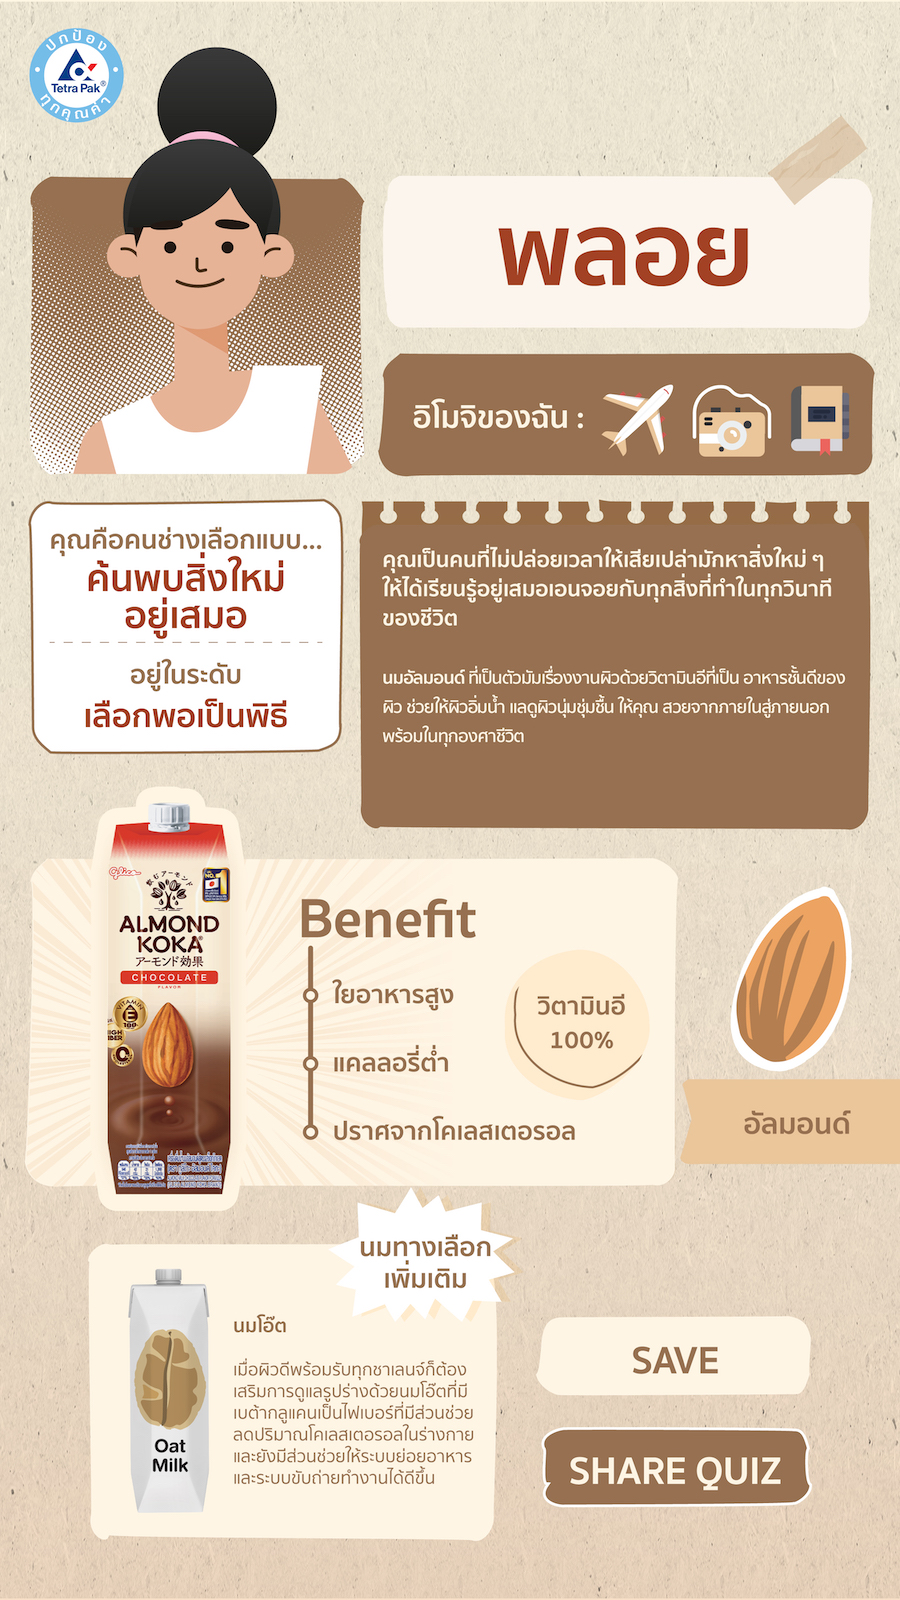 ปกป้อง
Tetra Pak®
ทุกคุณค่า
พลอย
อิโมจิของฉัน :
คุณคือคนช่างเลือกแบบ...
ค้นพบสิ่งใหม่
อยู่เสมอ
อยู่ในระดับ
เลือกพอเป็นพิธี
คุณเป็นคนที่ไม่ปล่อยเวลาให้เสียเปล่ามักหาสิ่งใหม่ ๆ
ให้ได้เรียนรู้อยู่เสมอเอนจอยกับทุกสิ่งที่ทำในทุกวินาที
ของชีวิต
นมอัลมอนด์ ที่เป็นตัวมัมเรื่องงานผิวด้วยวิตามินอีที่เป็น อาหารชั้นดีของ
ผิว ช่วยให้ผิวอิ่มน้ำ แลดูผิวนุ่มชุ่มชื้น ให้คุณ สวยจากภายในสู่ภายนอก
พร้อมในทุกองศาชีวิต
Glico
飲むアーモンド
NO.1
ALMOND
KOKA
アーモンド効果
CHOCOLATE
FLAVOR
VITAMIN
E
100
HIGH
FIBER
Benefit
ใยอาหารสูง
แคลลอรี่ต่ำ
ปราศจากโคเลสเตอรอล
วิตามินอี
100%
อัลมอนด์
นมทางเลือก
เพิ่มเติม
Oat
Milk
นมโอ๊ต
เมื่อผิวดีพร้อมรับทุกชาเลนจ์ก็ต้อง
เสริมการดูแลรูปร่างด้วยนมโอ๊ตที่มี
เบต้ากลูแคนเป็นไฟเบอร์ที่มีส่วนช่วย
ลดปริมาณโคเลสเตอรอลในร่างกาย
และยังมีส่วนช่วยให้ระบบย่อยอาหาร
และระบบขับถ่ายทำงานได้ดีขึ้น
SAVE
SHARE QUIZ